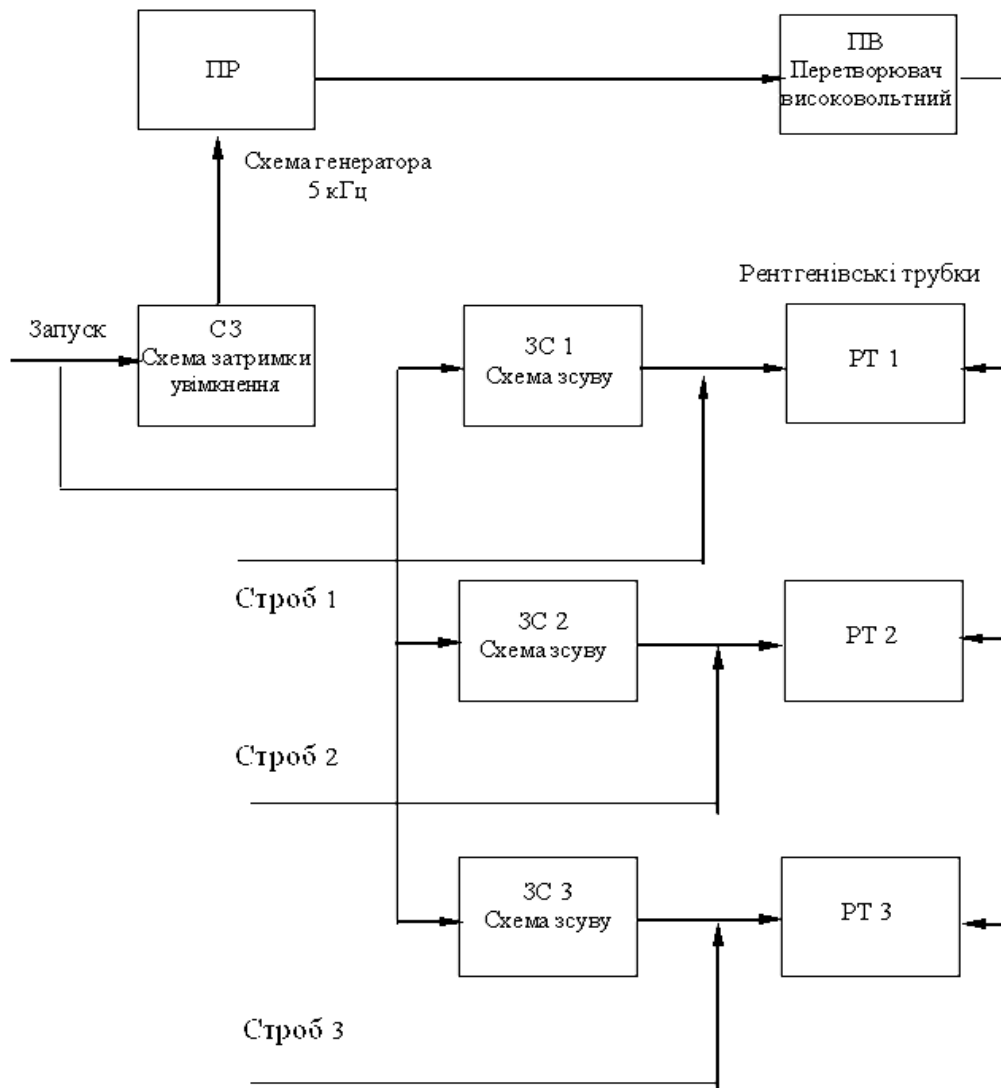 ПР
ПВ
Перетворювач
високовольтний
Схема генератора
5 кГц
Рентгенівські трубки
Запуск
СЗ
Схема затримки
увімкнення
ЗС 1
Схема зсуву
РТ 1
Строб 1
ЗС 2
Схема зсуву
РТ 2
Строб 2
ЗС 3
Схема зсуву
РТ 3
Строб 3